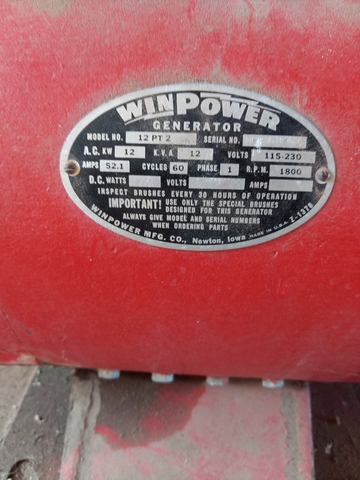 WINPOWER
GENERATOR
MODEL NO. 12 PT 2 SERIAL NO.
A.C. KW 12 K.V.A. 12 VOLTS 115-230
AMPS 52.1 CYCLES 60 PHASE 1 R.P.M. 1800
D.C. WATTS VOLTS AMPS
INSPECT BRUSHES EVERY 30 HOURS OF OPERATION
IMPORTANT! USE ONLY THE SPECIAL BRUSHES
DESIGNED FOR THIS GENERATOR
ALWAYS GIVE MODEL AND SERIAL NUMBERS
WHEN ORDERING PARTS
WINPOWER MFG. CO., Newton, Iowa MADE IN U.S.A. Z-1378